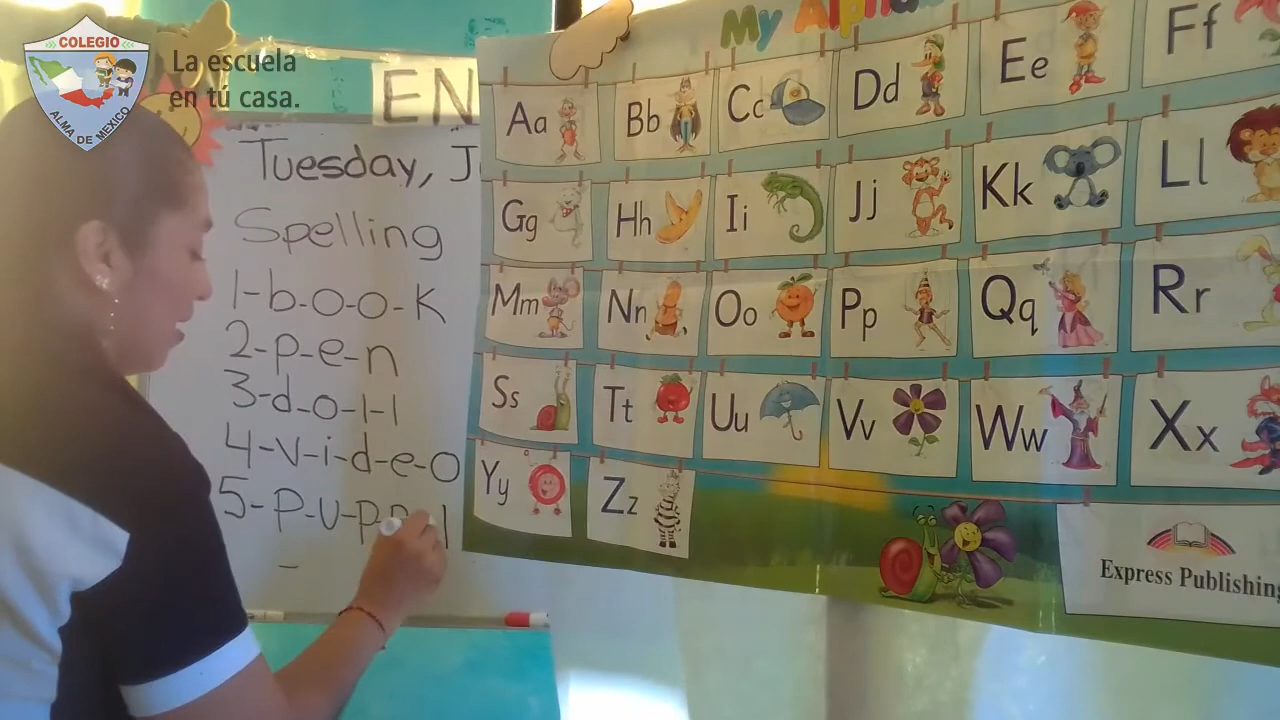 COLEGIO
ALMA DE MEXICO
La escuela
en tú casa.
EN
Tuesday, J
Spelling
1-b-o-o-K
2-p-e-n
3-d-o-l-l
4-v-i-d-e-o
My Alpha
Aa Bb Cc Dd Ee Ff
Gg Hh Ii Jj Kk Ll
Mm Nn Oo Pp Qq Rr
Ss Tt Uu Vv Ww Xx
Yy Zz
Express Publishing